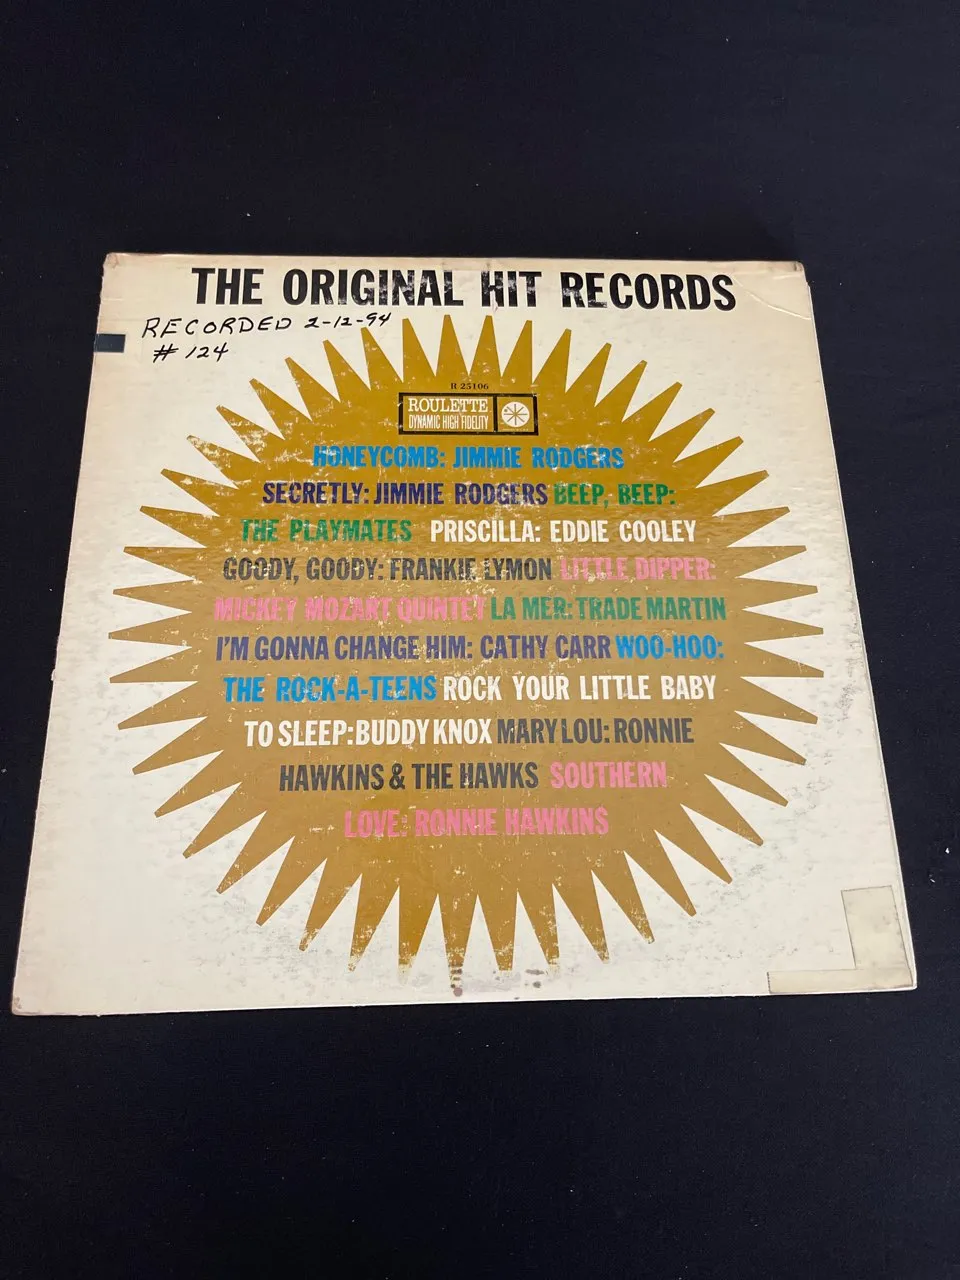 THE ORIGINAL HIT RECORDS
RECORDED 2-12-94
# 124
R 25106
ROULETTE
DYNAMIC HIGH FIDELITY
HONEYCOMB: JIMMIE RODGERS
SECRETLY: JIMMIE RODGERS BEEP, BEEP:
THE PLAYMATES PRISCILLA: EDDIE COOLEY
GOODY, GOODY: FRANKIE LYMON LITTLE DIPPER:
MICKEY MOZART QUINTET LA MER: TRADE MARTIN
I'M GONNA CHANGE HIM: CATHY CARR WOO-HOO:
THE ROCK-A-TEENS ROCK YOUR LITTLE BABY
TO SLEEP: BUDDY KNOX MARY LOU: RONNIE
HAWKINS & THE HAWKS SOUTHERN
LOVE: RONNIE HAWKINS